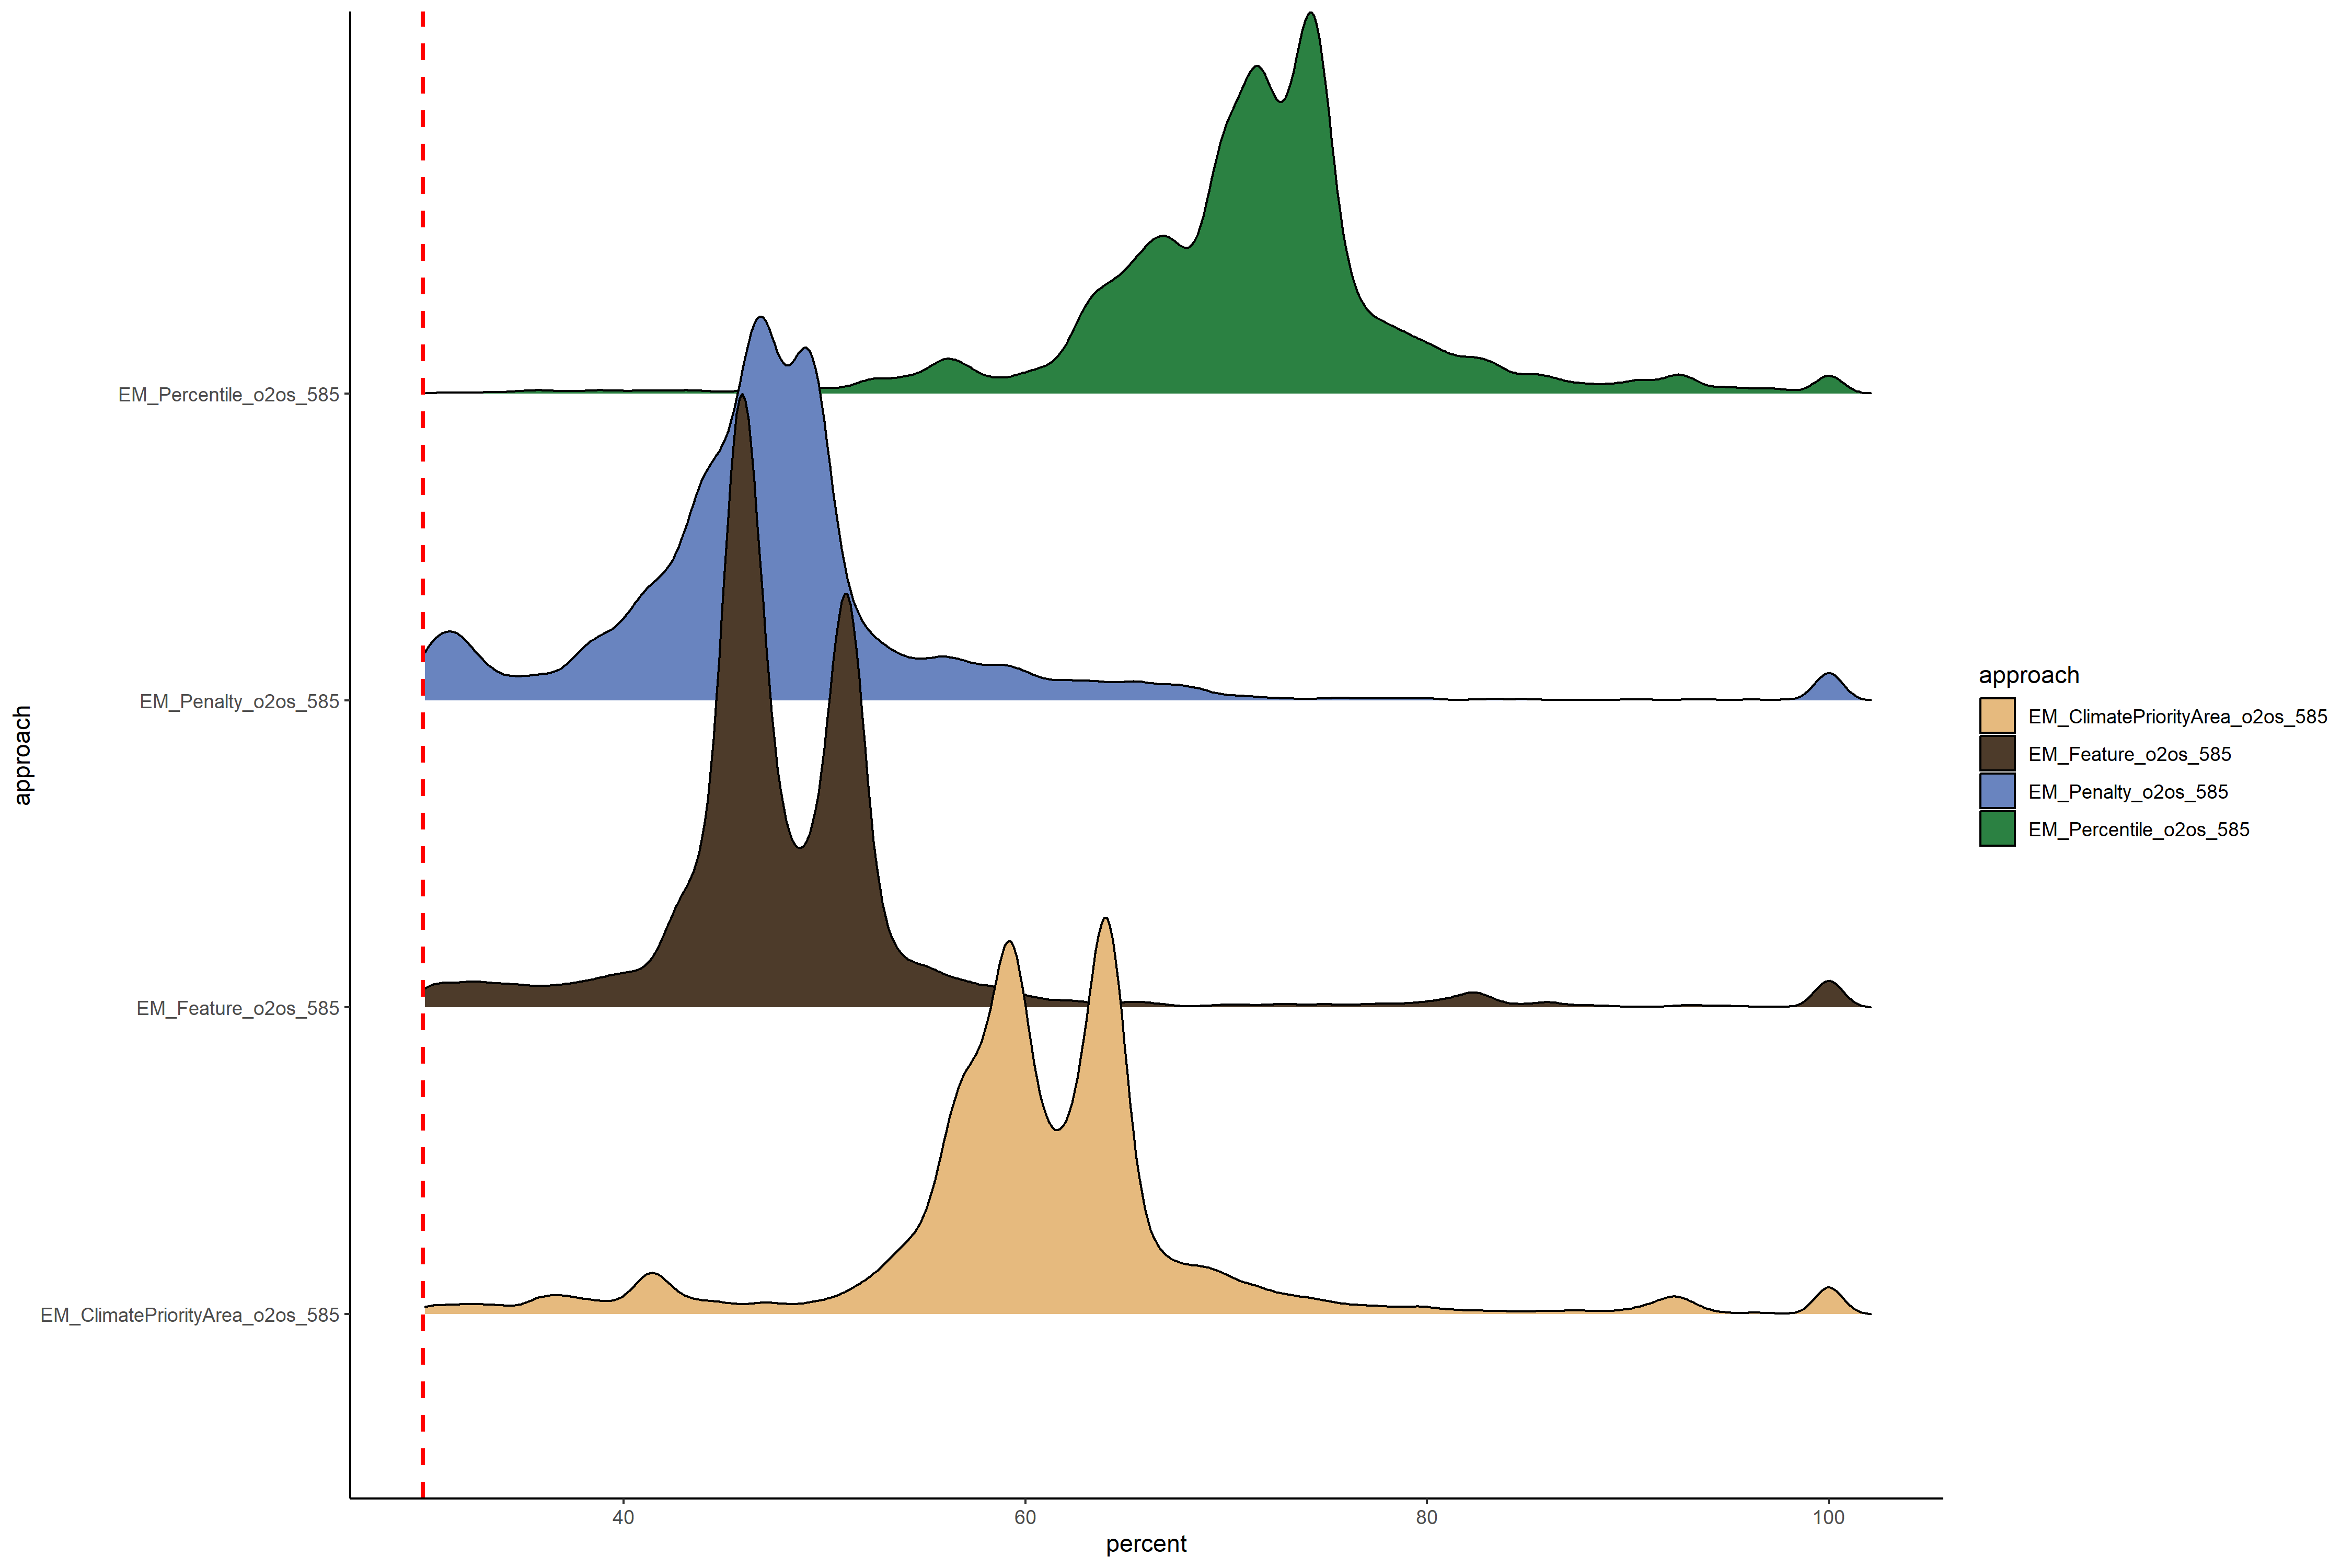 EM_Percentile_o2os_585
EM_Penalty_o2os_585
EM_Feature_o2os_585
EM_ClimatePriorityArea_o2os_585
approach
40 60 80 100
percent
approach
EM_ClimatePriorityArea_o2os_585
EM_Feature_o2os_585
EM_Penalty_o2os_585
EM_Percentile_o2os_585